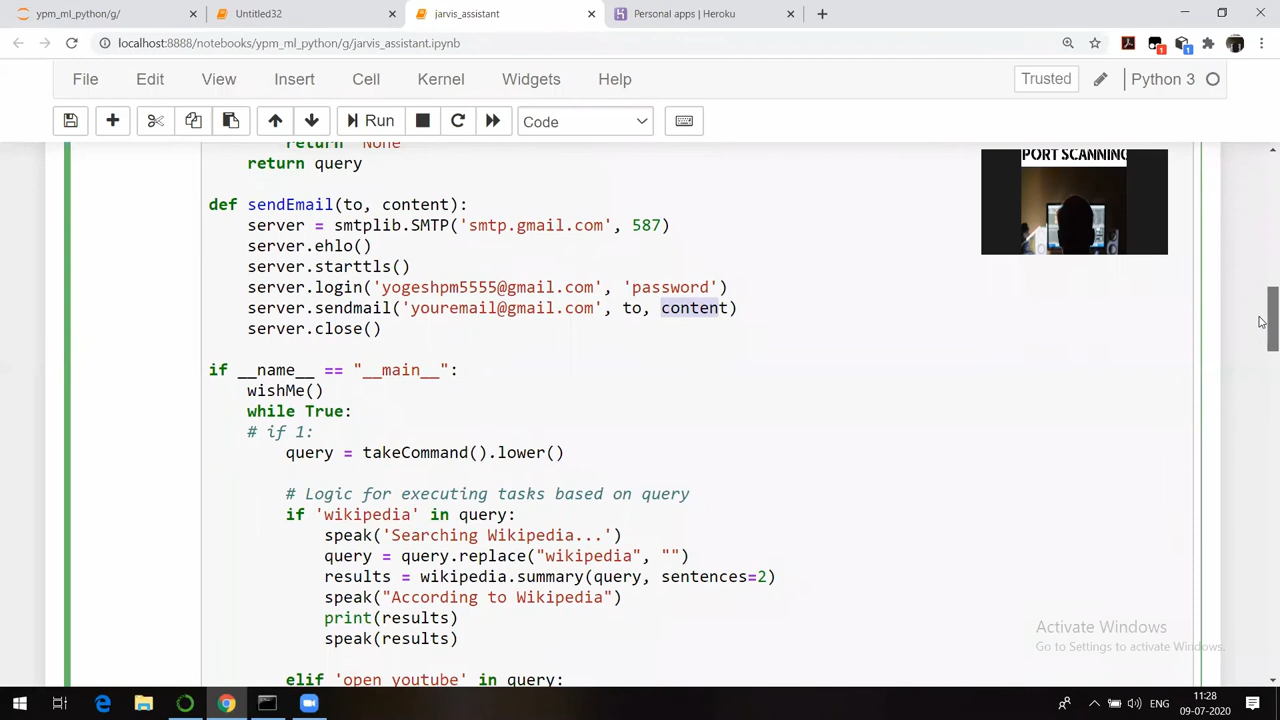 ypm_ml_python/g/
Untitled32
jarvis_assistant
Personal apps | Heroku
localhost:8888/notebooks/ypm_ml_python/g/jarvis_assistant.ipynb
1
1
File Edit View Insert Cell Kernel Widgets Help
Trusted
Python 3
Run
Code
return "None"
return query
PORT SCANNING
def sendEmail(to, content):
server = smtplib.SMTP('smtp.gmail.com', 587)
server.ehlo()
server.starttls()
server.login('yogeshpm5555@gmail.com', 'password')
server.sendmail('youremail@gmail.com', to, content)
server.close()
if __name__ == "__main__":
wishMe()
while True:
# if 1:
query = takeCommand().lower()
# Logic for executing tasks based on query
if 'wikipedia' in query:
speak('Searching Wikipedia...')
query = query.replace("wikipedia", "")
results = wikipedia.summary(query, sentences=2)
speak("According to Wikipedia")
print(results)
speak(results)
elif 'open youtube' in query:
Activate Windows
Go to Settings to activate Windows.
ENG
11:28
09-07-2020